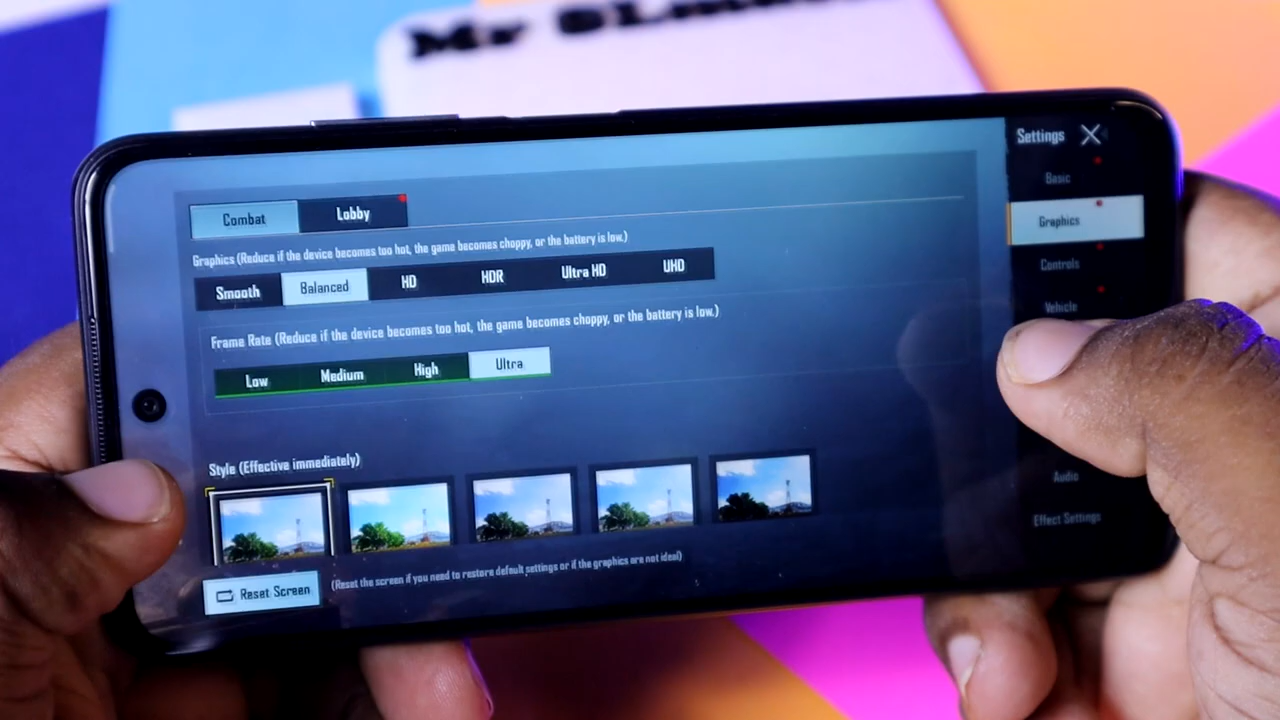 Mr
Settings
Combat
Lobby
Basic
Graphics (Reduce if the device becomes too hot, the game becomes choppy, or the battery is low.)
Graphics
Smooth
Balanced
HD
HDR
Ultra HD
UHD
Controls
Frame Rate (Reduce if the device becomes too hot, the game becomes choppy, or the battery is low.)
Vehicle
Low
Medium
High
Ultra
Style (Effective immediately)
Audio
Effect Settings
Reset Screen
(Reset the screen if you need to restore default settings or if the graphics are not ideal)